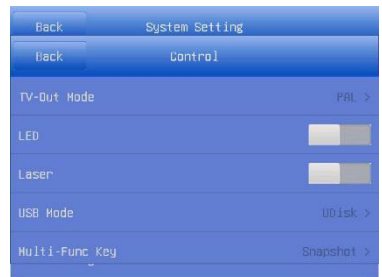 Back System Setting
Back Control
TV-Out Mode PAL >
LED
Laser
USB Mode UDisk >
Multi-Func Key Snapshot >